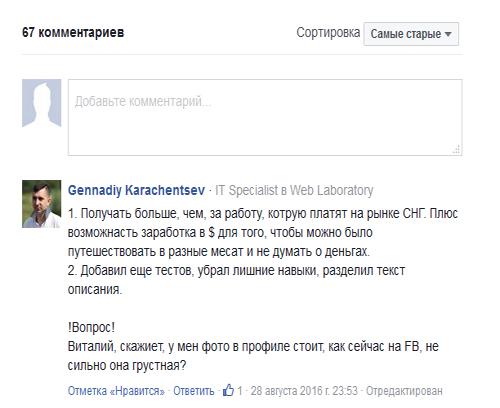 67 комментариев
Сортировка Самые старые
Добавьте комментарий...
Gennadiy Karachentsev · IT Specialist в Web Laboratory
1. Получать больше, чем, за работу, котрую платят на рынке СНГ. Плюс
возможнасть заработка в $ для того, чтобы можно было
путешествовать в разные месат и не думать о деньгах.
2. Добавил еще тестов, убрал лишние навыки, разделил текст
описания.
!Вопрос!
Виталий, скажиет, у мен фото в профиле стоит, как сейчас на FB, не
сильно она грустная?
Отметка «Нравится» · Ответить · 1 · 28 августа 2016 г. 23:53 · Отредактирован